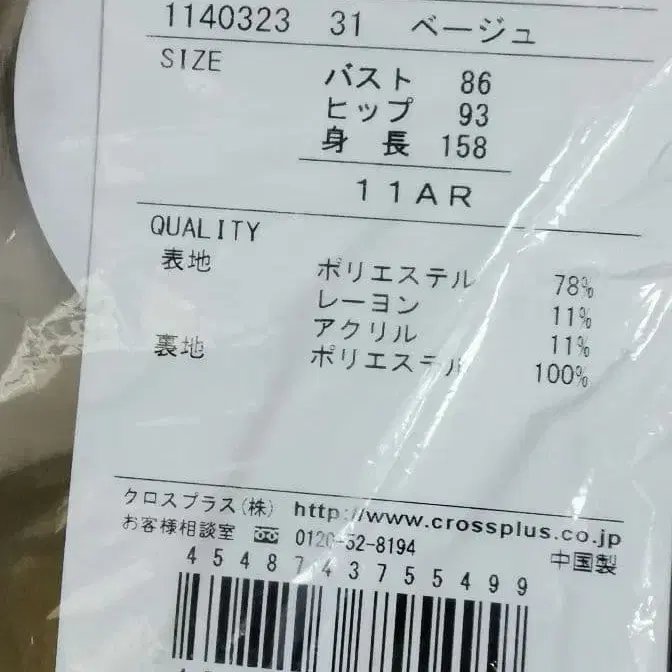 1140323 31 ベージュ
SIZE
バスト 86
ヒップ 93
身長 158
11AR
QUALITY
表地 ポリエステル 78%
レーヨン 11%
アクリル 11%
裏地 ポリエステル 100%
クロスプラス(株) http://www.crossplus.co.jp
お客様相談室 0120-52-8194
中国製
4548743755499